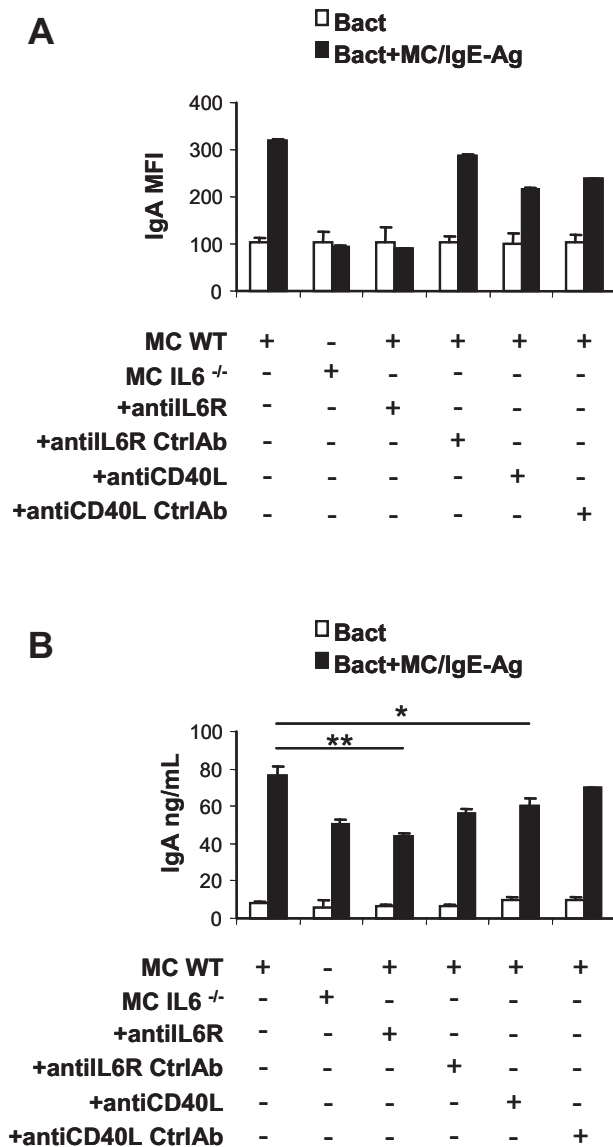 A
Bact
Bact+MC/IgE-Ag
400
300
200
100
0
IgA MFI
MC WT + - + + + +
MC IL6 -/- - + - - - -
+antiIL6R - - + - - -
+antiIL6R CtrlAb - - - + - -
+antiCD40L - - - - + -
+antiCD40L CtrlAb - - - - - +
B
Bact
Bact+MC/IgE-Ag
*
**
100
80
60
40
20
0
IgA ng/mL
MC WT + - + + + +
MC IL6 -/- - + - - - -
+antiIL6R - - + - - -
+antiIL6R CtrlAb - - - + - -
+antiCD40L - - - - + -
+antiCD40L CtrlAb - - - - - +